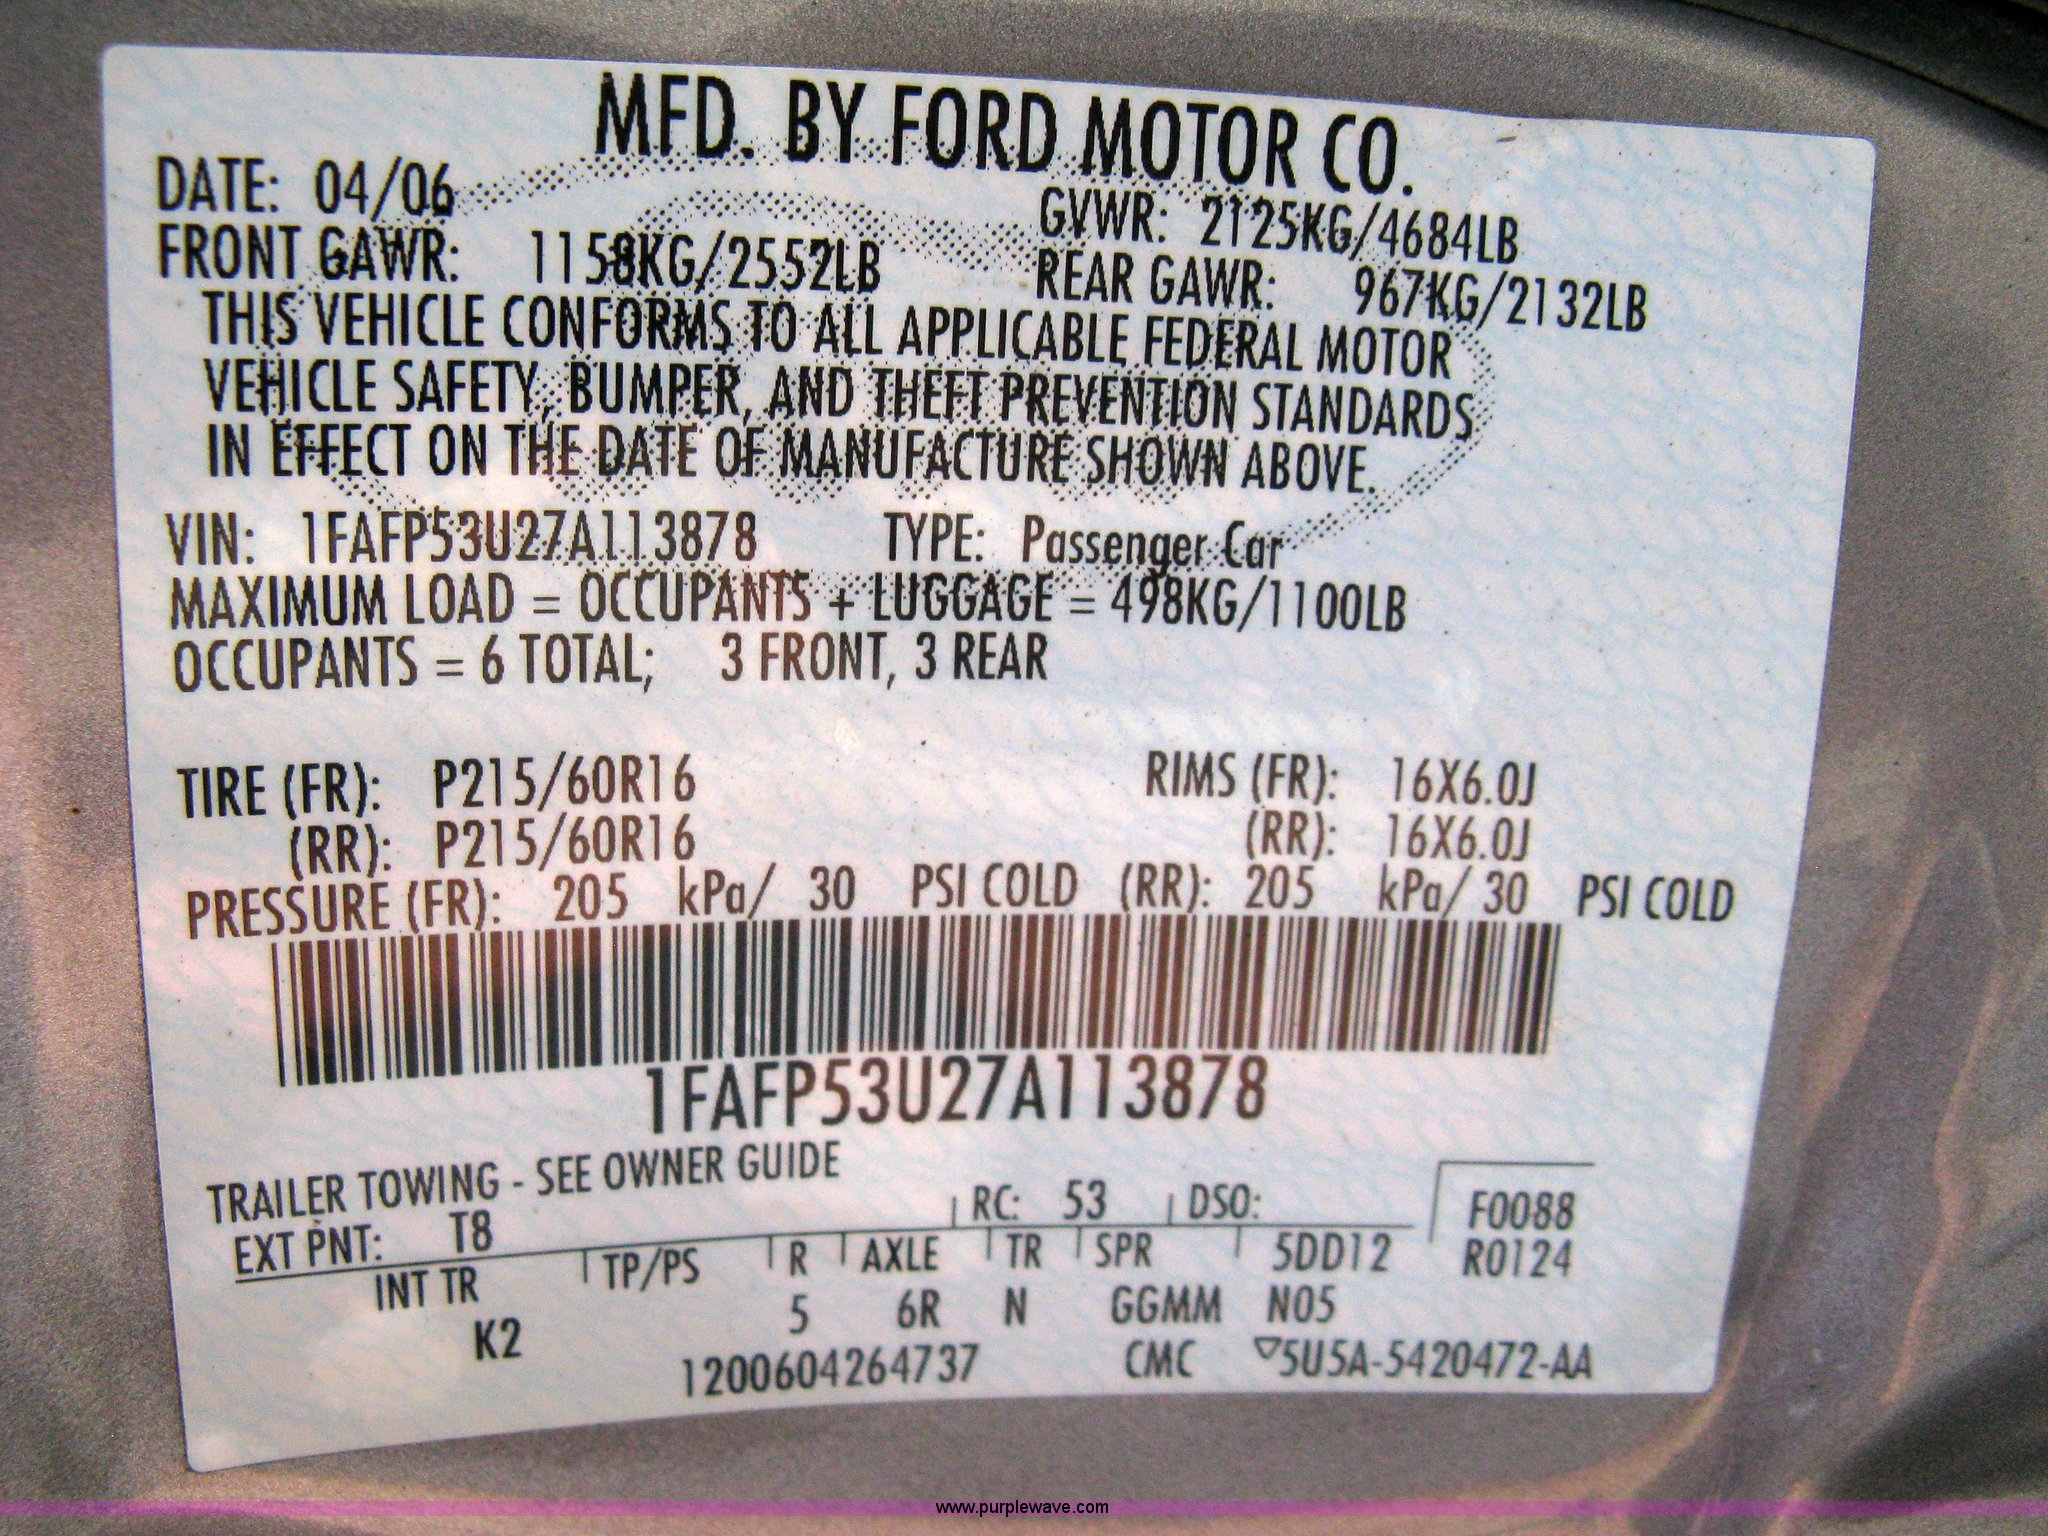 MFD. BY FORD MOTOR CO.
DATE: 04/06 GVWR: 2125KG/4684LB
FRONT GAWR: 1158KG/2552LB REAR GAWR: 967KG/2132LB
THIS VEHICLE CONFORMS TO ALL APPLICABLE FEDERAL MOTOR
VEHICLE SAFETY, BUMPER, AND THEFT PREVENTION STANDARDS
IN EFFECT ON THE DATE OF MANUFACTURE SHOWN ABOVE.
VIN: 1FAFP53U27A113878 TYPE: Passenger Car
MAXIMUM LOAD = OCCUPANTS + LUGGAGE = 498KG/1100LB
OCCUPANTS = 6 TOTAL; 3 FRONT, 3 REAR
TIRE (FR): P215/60R16 RIMS (FR): 16X6.0J
(RR): P215/60R16 (RR): 16X6.0J
PRESSURE (FR): 205 kPa/ 30 PSI COLD (RR): 205 kPa/ 30 PSI COLD
1FAFP53U27A113878
TRAILER TOWING - SEE OWNER GUIDE
EXT PNT: T8 RC: 53 DSO: F0088
INT TR TP/PS R AXLE TR SPR 5DD12 R0124
K2 5 6R N GGMM N05
1200604264737 CMC ▽5U5A-5420472-AA
www.purplewave.com